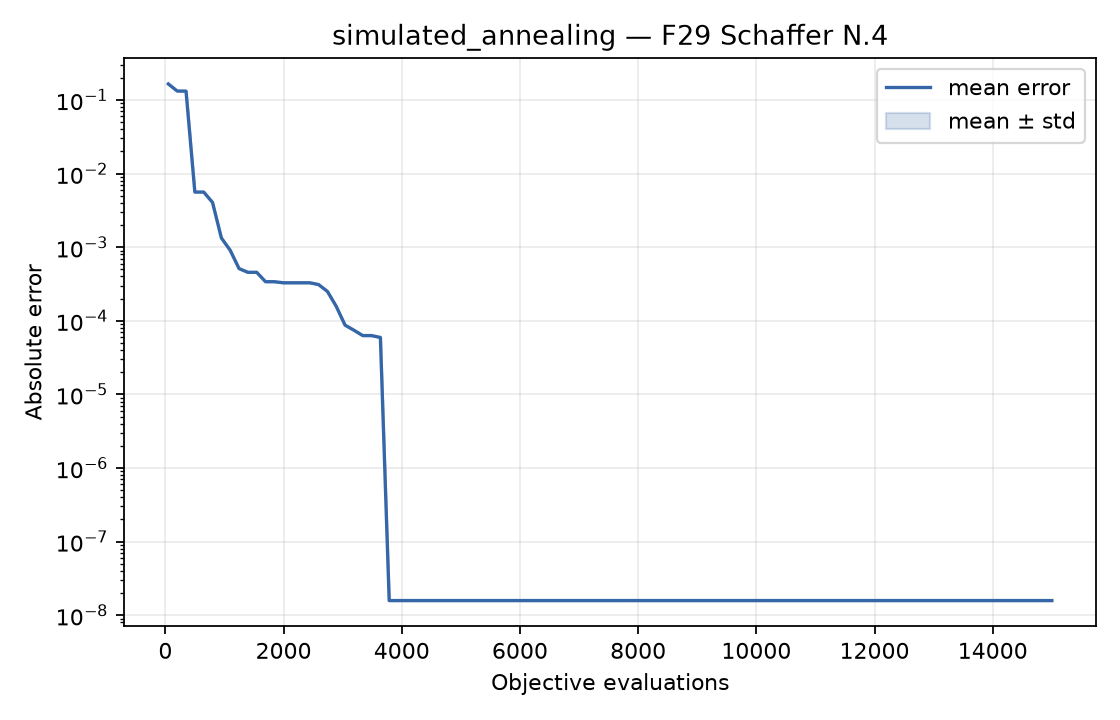 simulated_annealing — F29 Schaffer N.4
mean error
mean ± std
10⁻¹
10⁻²
10⁻³
10⁻⁴
10⁻⁵
10⁻⁶
10⁻⁷
10⁻⁸
Absolute error
0 2000 4000 6000 8000 10000 12000 14000
Objective evaluations